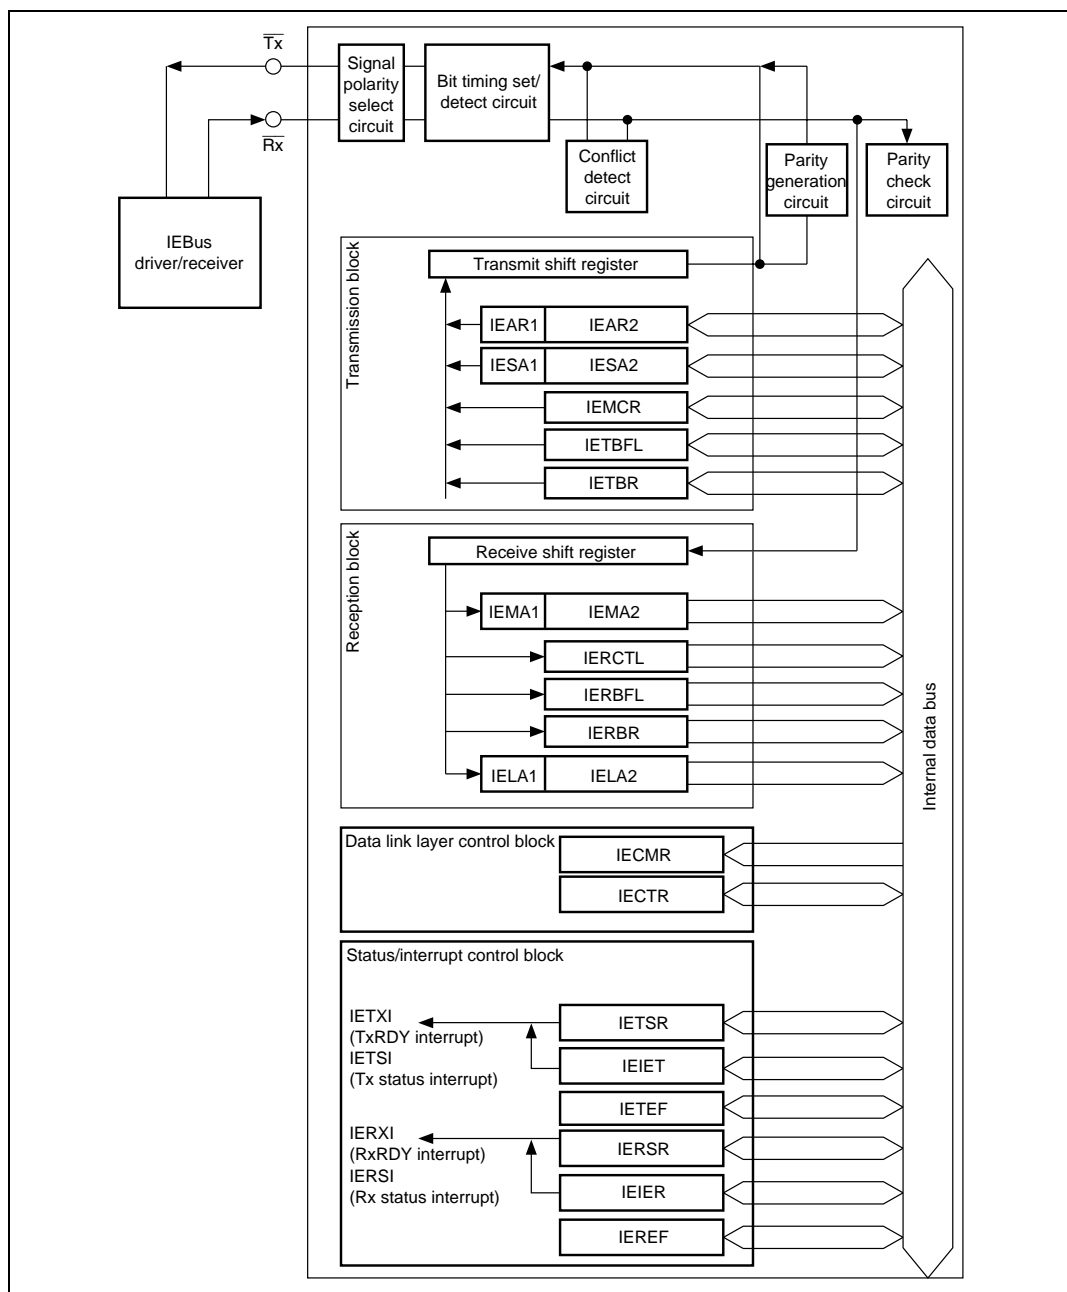 Tx
Rx
Signal
polarity
select
circuit
Bit timing set/
detect circuit
Conflict
detect
circuit
Parity
generation
circuit
Parity
check
circuit
IEBus
driver/receiver
Transmission block
Transmit shift register
IEAR1 IEAR2
IESA1 IESA2
IEMCR
IETBFL
IETBR
Reception block
Receive shift register
IEMA1 IEMA2
IERCTL
IERBFL
IERBR
IELA1 IELA2
Internal data bus
Data link layer control block
IECMR
IECTR
Status/interrupt control block
IETXI
(TxRDY interrupt)
IETSI
(Tx status interrupt)
IETSR
IEIET
IETEF
IERXI
(RxRDY interrupt)
IERSI
(Rx status interrupt)
IERSR
IEIER
IEREF